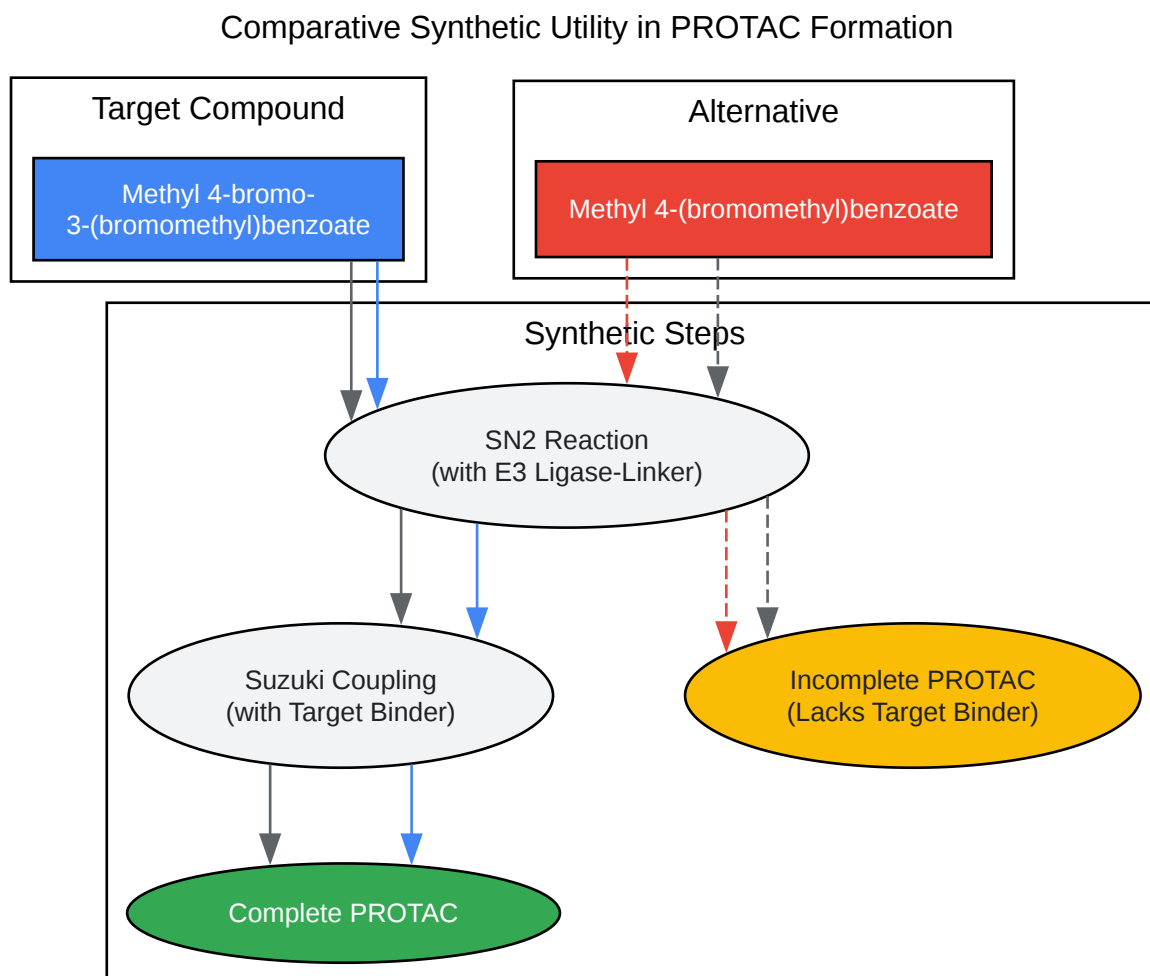 Comparative Synthetic Utility in PROTAC Formation
Target Compound
Alternative
Methyl 4-bromo-
3-(bromomethyl)benzoate
Methyl 4-(bromomethyl)benzoate
Synthetic Steps
SN2 Reaction
(with E3 Ligase-Linker)
Suzuki Coupling
(with Target Binder)
Incomplete PROTAC
(Lacks Target Binder)
Complete PROTAC